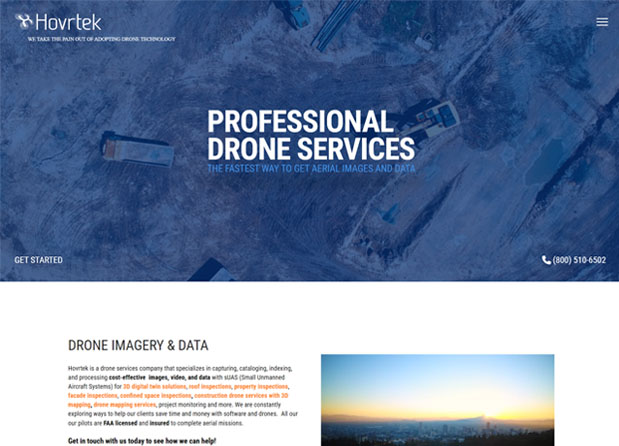 Hovrtek
WE TAKE THE PAIN OUT OF ADOPTING DRONE TECHNOLOGY
PROFESSIONAL
DRONE SERVICES
THE FASTEST WAY TO GET AERIAL IMAGES AND DATA
GET STARTED
(800) 510-6502
DRONE IMAGERY & DATA
Hovrtek is a drone services company that specializes in capturing, cataloging, indexing,
and processing cost-effective images, video, and data with sUAS (Small Unmanned
Aircraft Systems) for 3D digital twin solutions, roof inspections, property inspections,
facade inspections, confined space inspections, construction drone services with 3D
mapping, drone mapping services, project monitoring and more. We are constantly
exploring ways to help our clients save time and money with software and drones. All our
our pilots are FAA licensed and insured to complete aerial missions.
Get in touch with us today to see how we can help!